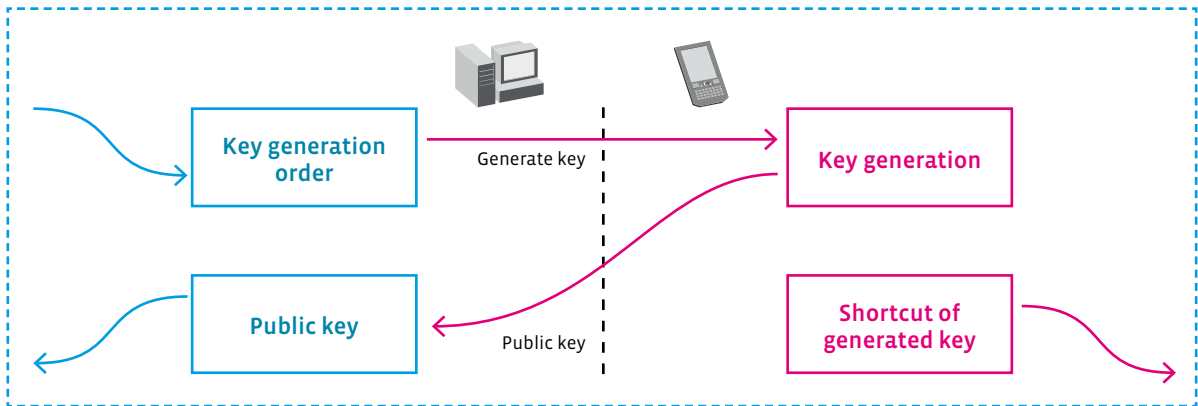 Key generation
order
Generate key
Key generation
Public key
Public key
Shortcut of
generated key